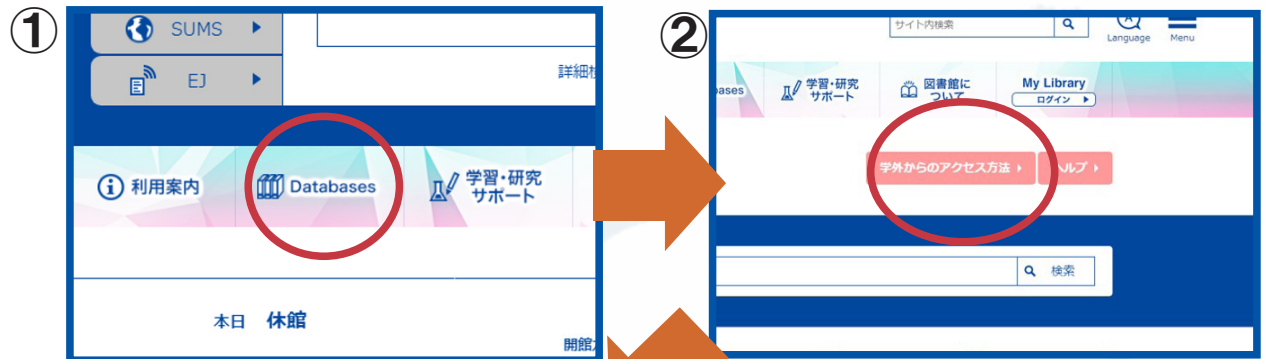 ①
SUMS
EJ
詳細検
利用案内
Databases
学習・研究
サポート
本日 休館
開館
②
サイト内検索
Language
Menu
bases
学習・研究
サポート
図書館に
ついて
My Library
ログイン
学外からのアクセス方法
ヘルプ
検索